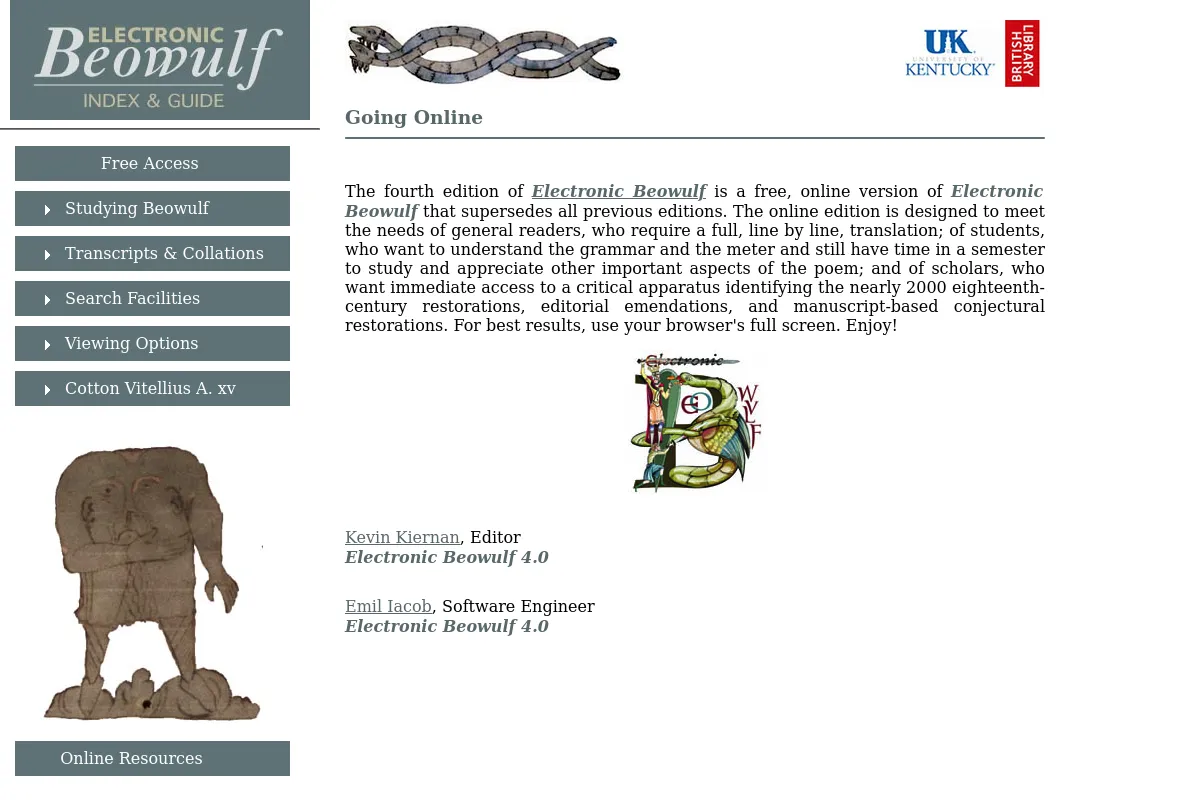 ELECTRONIC
Beowulf
INDEX & GUIDE
Free Access
Studying Beowulf
Transcripts & Collations
Search Facilities
Viewing Options
Cotton Vitellius A. xv
Online Resources
UK
UNIVERSITY OF
KENTUCKY
BRITISH
LIBRARY
Going Online
The fourth edition of Electronic Beowulf is a free, online version of Electronic
Beowulf that supersedes all previous editions. The online edition is designed to meet
the needs of general readers, who require a full, line by line, translation; of students,
who want to understand the grammar and the meter and still have time in a semester
to study and appreciate other important aspects of the poem; and of scholars, who
want immediate access to a critical apparatus identifying the nearly 2000 eighteenth-
century restorations, editorial emendations, and manuscript-based conjectural
restorations. For best results, use your browser's full screen. Enjoy!
Electronic
BEOWVLF
Kevin Kiernan, Editor
Electronic Beowulf 4.0
Emil Iacob, Software Engineer
Electronic Beowulf 4.0